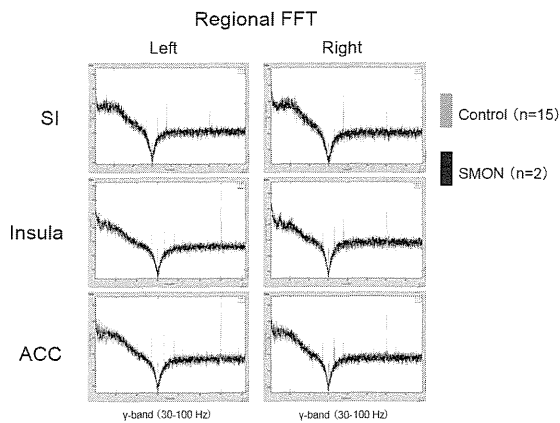 Regional FFT
Left
Right
SI
Control (n=15)
SMON (n=2)
Insula
ACC
γ-band (30-100 Hz)
γ-band (30-100 Hz)